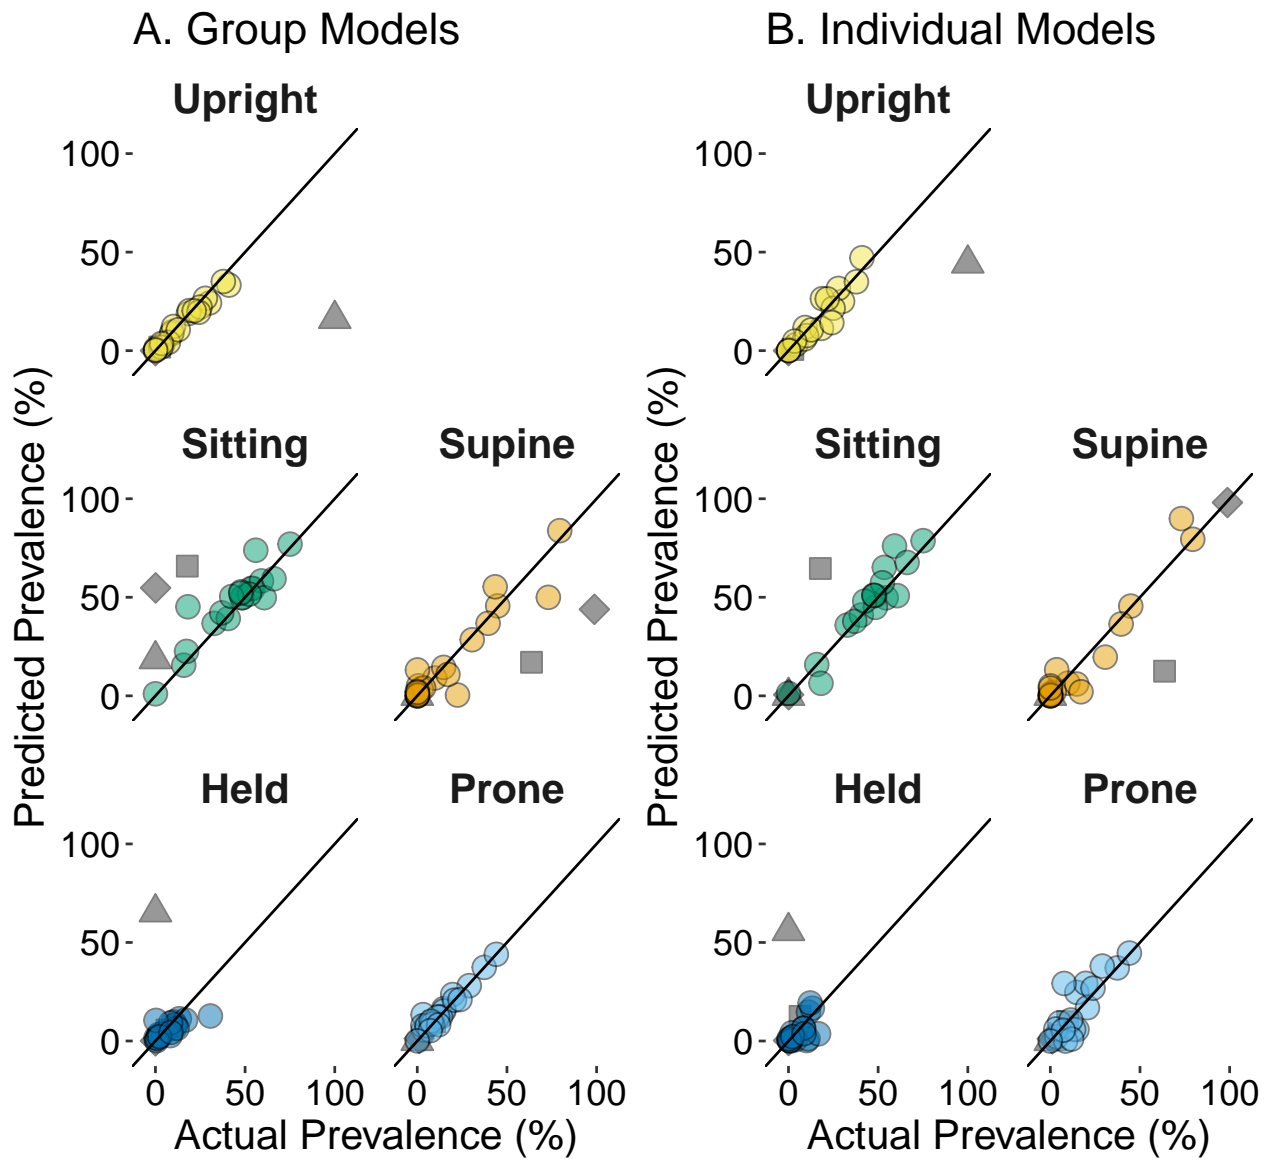 A. Group Models
B. Individual Models
Upright
Upright
100
50
0
100
50
0
Predicted Prevalence (%)
Predicted Prevalence (%)
Sitting
Supine
Sitting
Supine
100
50
0
100
50
0
Held
Prone
Held
Prone
100
50
0
100
50
0
0 50 100
0 50 100
0 50 100
0 50 100
Actual Prevalence (%)
Actual Prevalence (%)